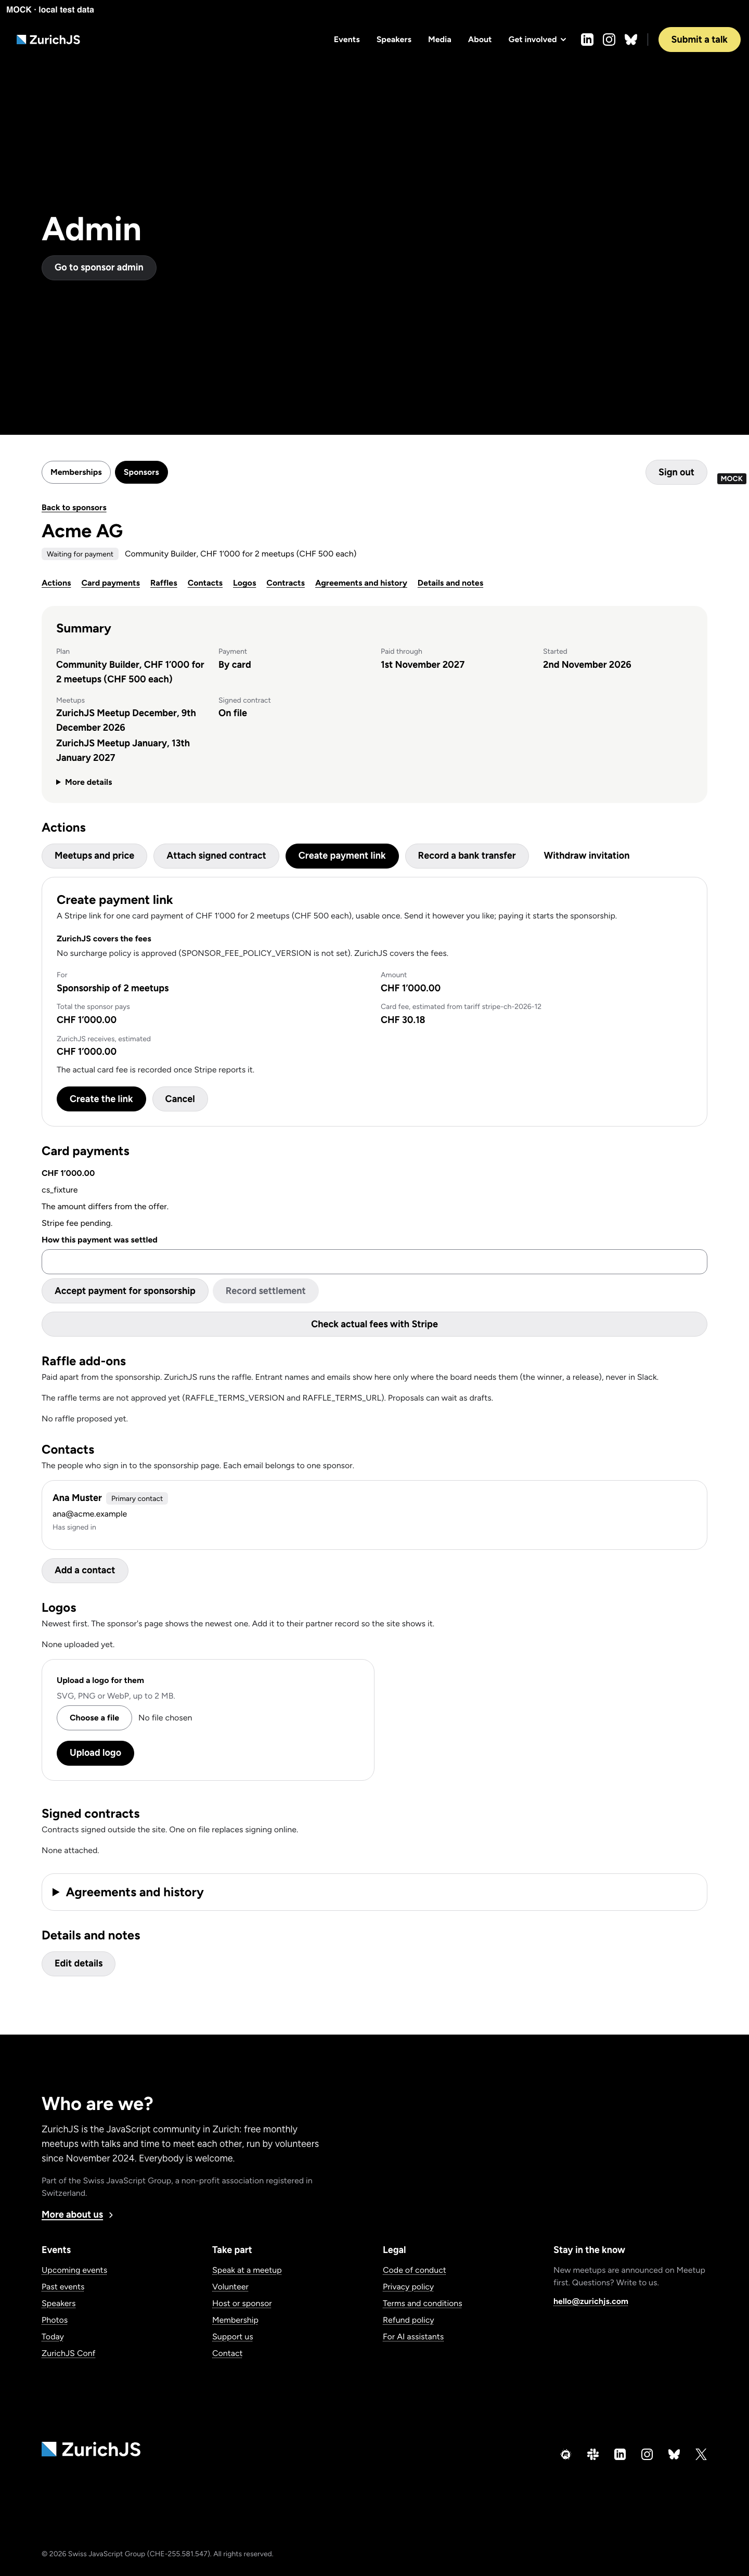 MOCK · local test data
ZurichJS
Events
Speakers
Media
About
Get involved
Submit a talk
Admin
Go to sponsor admin
Memberships
Sponsors
Sign out
MOCK
Back to sponsors
Acme AG
Waiting for payment
Community Builder, CHF 1'000 for 2 meetups (CHF 500 each)
Actions
Card payments
Raffles
Contacts
Logos
Contracts
Agreements and history
Details and notes
Summary
Plan
Community Builder, CHF 1'000 for
2 meetups (CHF 500 each)
Payment
By card
Paid through
1st November 2027
Started
2nd November 2026
Meetups
ZurichJS Meetup December, 9th
December 2026
ZurichJS Meetup January, 13th
January 2027
Signed contract
On file
More details
Actions
Meetups and price
Attach signed contract
Create payment link
Record a bank transfer
Withdraw invitation
Create payment link
A Stripe link for one card payment of CHF 1'000 for 2 meetups (CHF 500 each), usable once. Send it however you like; paying it starts the sponsorship.
ZurichJS covers the fees
No surcharge policy is approved (SPONSOR_FEE_POLICY_VERSION is not set). ZurichJS covers the fees.
For
Sponsorship of 2 meetups
Amount
CHF 1'000.00
Total the sponsor pays
CHF 1'000.00
Card fee, estimated from tariff stripe-ch-2026-12
CHF 30.18
ZurichJS receives, estimated
CHF 1'000.00
The actual card fee is recorded once Stripe reports it.
Create the link
Cancel
Card payments
CHF 1'000.00
cs_fixture
The amount differs from the offer.
Stripe fee pending.
How this payment was settled
Accept payment for sponsorship
Record settlement
Check actual fees with Stripe
Raffle add-ons
Paid apart from the sponsorship. ZurichJS runs the raffle. Entrant names and emails show here only where the board needs them (the winner, a release), never in Slack.
The raffle terms are not approved yet (RAFFLE_TERMS_VERSION and RAFFLE_TERMS_URL). Proposals can wait as drafts.
No raffle proposed yet.
Contacts
The people who sign in to the sponsorship page. Each email belongs to one sponsor.
Ana Muster
Primary contact
ana@acme.example
Has signed in
Add a contact
Logos
Newest first. The sponsor's page shows the newest one. Add it to their partner record so the site shows it.
None uploaded yet.
Upload a logo for them
SVG, PNG or WebP, up to 2 MB.
Choose a file
No file chosen
Upload logo
Signed contracts
Contracts signed outside the site. One on file replaces signing online.
None attached.
Agreements and history
Details and notes
Edit details
Who are we?
ZurichJS is the JavaScript community in Zurich: free monthly
meetups with talks and time to meet each other, run by volunteers
since November 2024. Everybody is welcome.
Part of the Swiss JavaScript Group, a non-profit association registered in
Switzerland.
More about us
Events
Upcoming events
Past events
Speakers
Photos
Today
ZurichJS Conf
Take part
Speak at a meetup
Volunteer
Host or sponsor
Membership
Support us
Contact
Legal
Code of conduct
Privacy policy
Terms and conditions
Refund policy
For AI assistants
Stay in the know
New meetups are announced on Meetup
first. Questions? Write to us.
hello@zurichjs.com
ZurichJS
© 2026 Swiss JavaScript Group (CHE-255.581.547). All rights reserved.